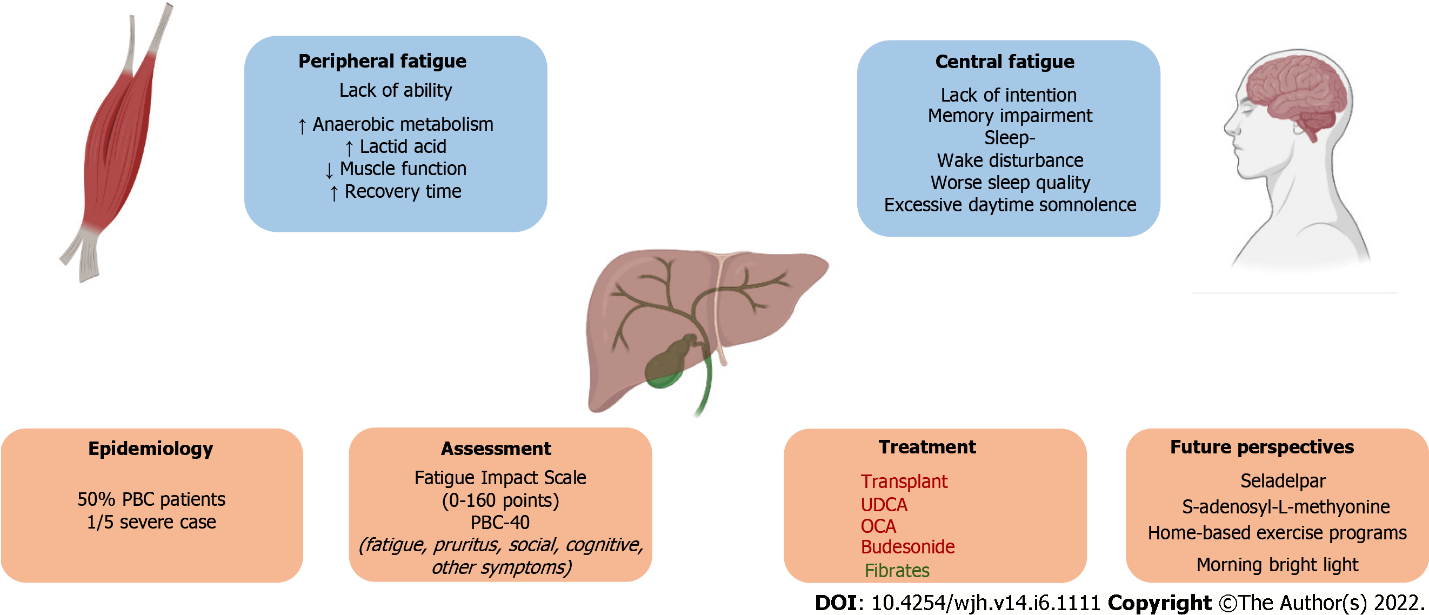 Peripheral fatigue
Lack of ability
↑ Anaerobic metabolism
↑ Lactid acid
↓ Muscle function
↑ Recovery time
Central fatigue
Lack of intention
Memory impairment
Sleep-
Wake disturbance
Worse sleep quality
Excessive daytime somnolence
Epidemiology
50% PBC patients
1/5 severe case
Assessment
Fatigue Impact Scale
(0-160 points)
PBC-40
(fatigue, pruritus, social, cognitive,
other symptoms)
Treatment
Transplant
UDCA
OCA
Budesonide
Fibrates
Future perspectives
Seladelpar
S-adenosyl-L-methyonine
Home-based exercise programs
Morning bright light
DOI: 10.4254/wjh.v14.i6.1111 Copyright ©The Author(s) 2022.